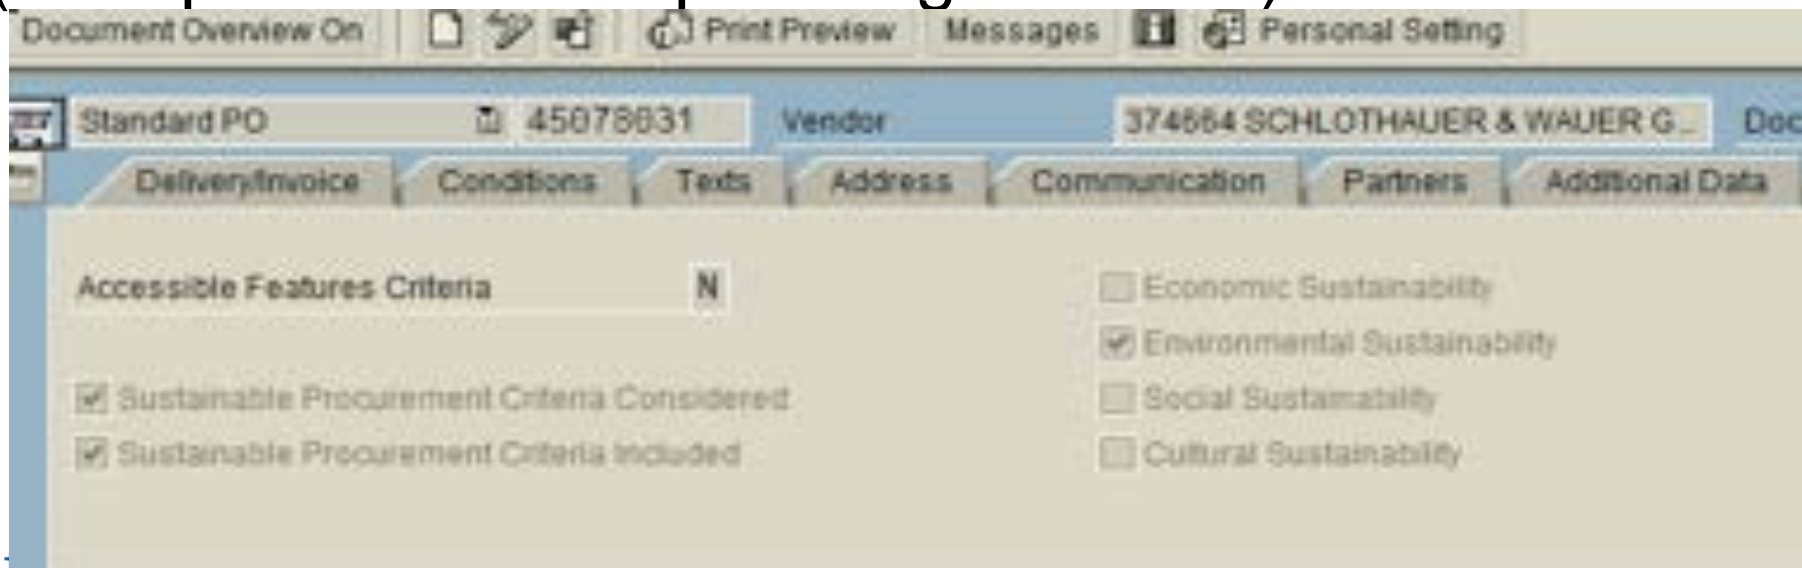 Document Overview On Print Preview Messages Personal Setting
Standard PO 45078031 Vendor 374664 SCHLOTHAUER & WAUER G... Doc
Delivery/Invoice Conditions Texts Address Communication Partners Additional Data
Accessible Features Criteria N
Economic Sustainability
Environmental Sustainability
Sustainable Procurement Criteria Considered
Social Sustainability
Sustainable Procurement Criteria Included
Cultural Sustainability